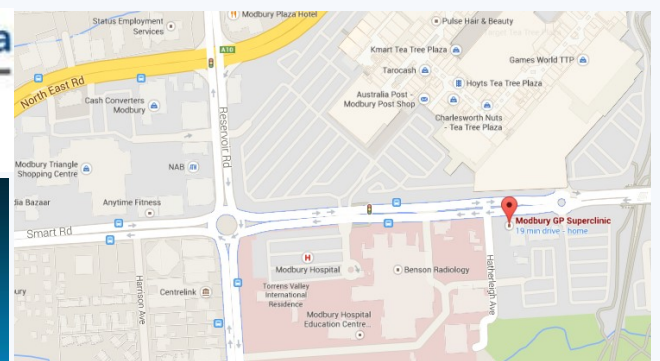 a
Status Employment
Services
Modbury Plaza Hotel
Pulse Hair & Beauty
A10
Kmart Tea Tree Plaza
Games World TTP
Tarocash
North East Rd
Hoyts Tea Tree Plaza
Australia Post -
Modbury Post Shop
Cash Converters
Modbury
Charlesworth Nuts
- Tea Tree Plaza
Reservoir Rd
Modbury Triangle
Shopping Centre
NAB
dia Bazaar
Anytime Fitness
Modbury GP Superclinic
19 min drive - home
Smart Rd
H
Modbury Hospital
Benson Radiology
Hatherleigh Ave
Harrison Ave
Torrens Valley
International
Residence
Centrelink
ury
Modbury Hospital
Education Centre...